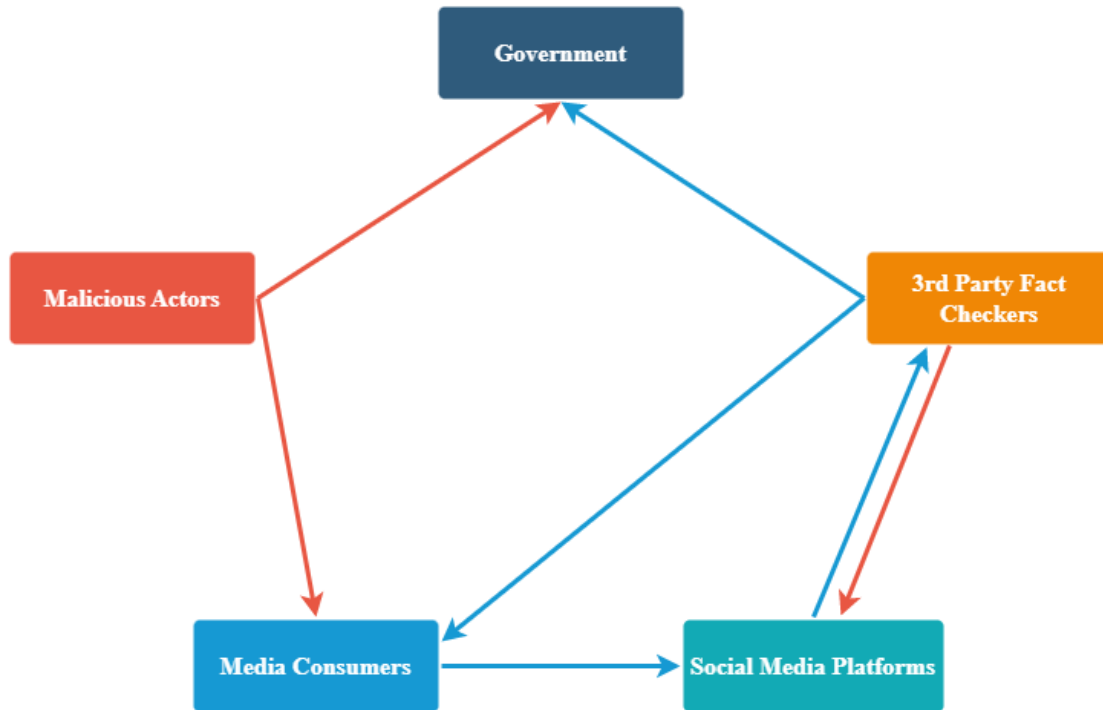 Government
Malicious Actors
3rd Party Fact
Checkers
Media Consumers
Social Media Platforms